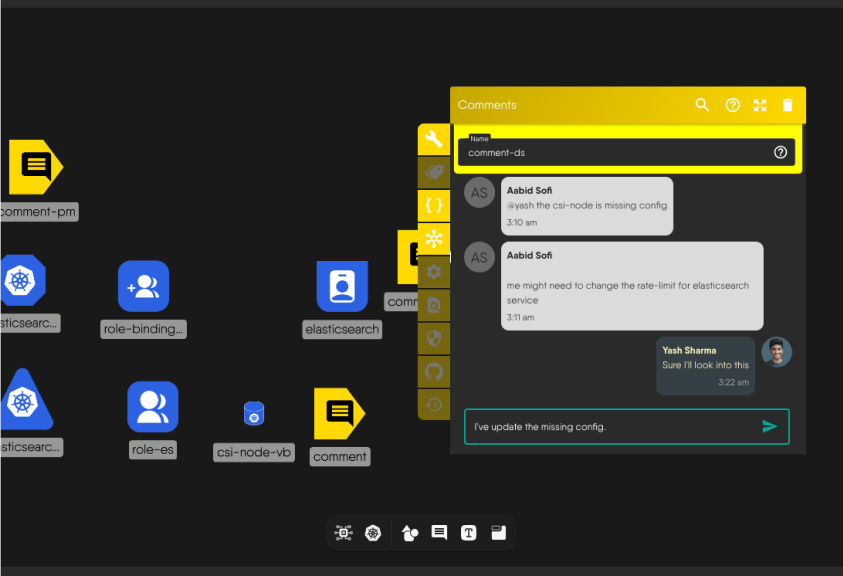 Comments
Name
comment-ds
AS
Aabid Sofi
@yash the csi-node is missing config
3:10 am
AS
Aabid Sofi
me might need to change the rate-limit for elasticsearch
service
3:11 am
Yash Sharma
Sure I'll look into this
3:22 am
I've update the missing config.
comment-pm
sticsearc...
role-binding...
elasticsearch
comm
sticsearc...
role-es
csi-node-vb
comment
T